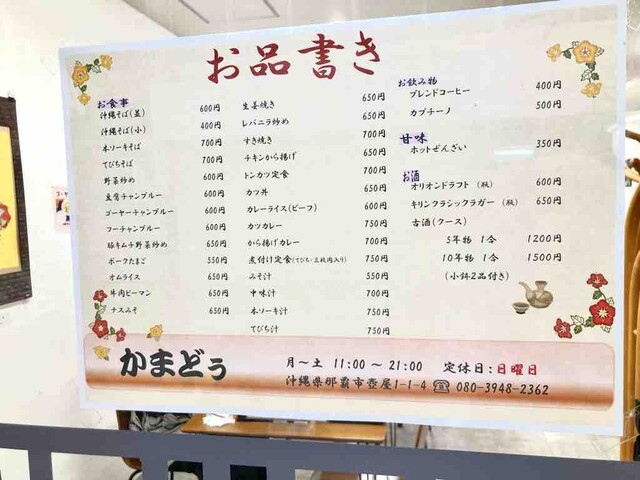 お品書き
お食事
沖縄そば(並) 600円
沖縄そば(小) 400円
本ソーキそば 700円
てびちそば 700円
野菜炒め 700円
豆腐チャンプルー 650円
ゴーヤーチャンプルー 700円
フーチャンプルー 650円
豚キムチ野菜炒め 650円
ポークたまご 550円
オムライス 550円
牛肉ピーマン 650円
ナスみそ 650円
生姜焼き 650円
レバニラ炒め 650円
すき焼き 700円
チキンから揚げ 650円
トンカツ定食 700円
カツ丼 650円
カレーライス(ビーフ) 600円
カツカレー 750円
から揚げカレー 700円
煮付け定食(てびち・三枚肉入り) 750円
みそ汁 550円
中味汁 700円
本ソーキ汁 750円
てびち汁 750円
お飲み物
ブレンドコーヒー 400円
カプチーノ 500円
甘味
ホットぜんざい 350円
お酒
オリオンドラフト (瓶) 600円
キリンクラシックラガー (瓶) 650円
古酒(クース)
5年物 1合 1200円
10年物 1合 1500円
(小鉢2品付き)
かまどぅ
月～土 11:00～21:00 定休日:日曜日
沖縄県那覇市壺屋1-1-4 ☎ 080-3948-2362